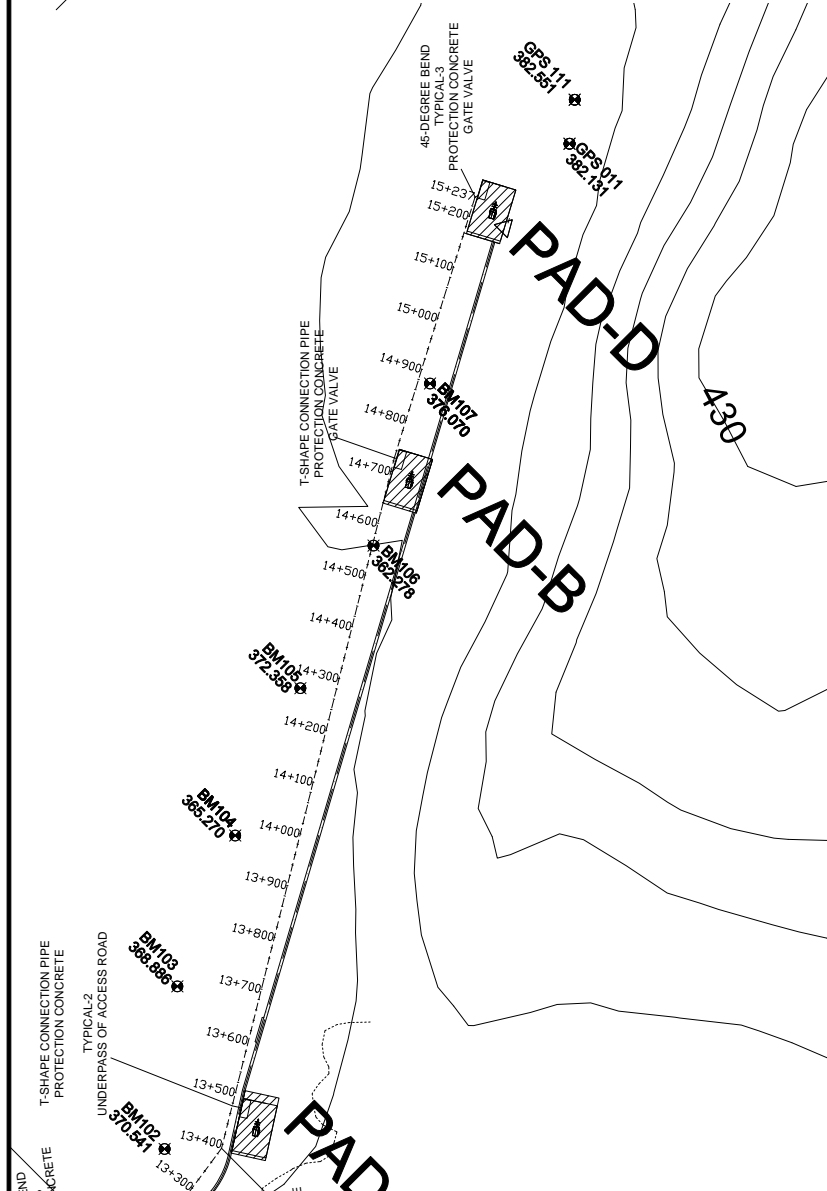 GPS 111
382.551
GPS 011
382.131
45-DEGREE BEND
TYPICAL-3
PROTECTION CONCRETE
GATE VALVE
15+237
15+200
PAD-D
15+100
15+000
T-SHAPE CONNECTION PIPE
PROTECTION CONCRETE
GATE VALVE
14+900
BM107
376.070
430
14+800
14+700
PAD-B
14+600
BM106
362.278
14+500
14+400
BM105
372.358
14+300
14+200
14+100
BM104
365.270
14+000
13+900
13+800
BM103
368.886
13+700
T-SHAPE CONNECTION PIPE
PROTECTION CONCRETE
TYPICAL-2
UNDERPASS OF ACCESS ROAD
13+600
13+500
BM102
370.541
13+400
PAD
13+300